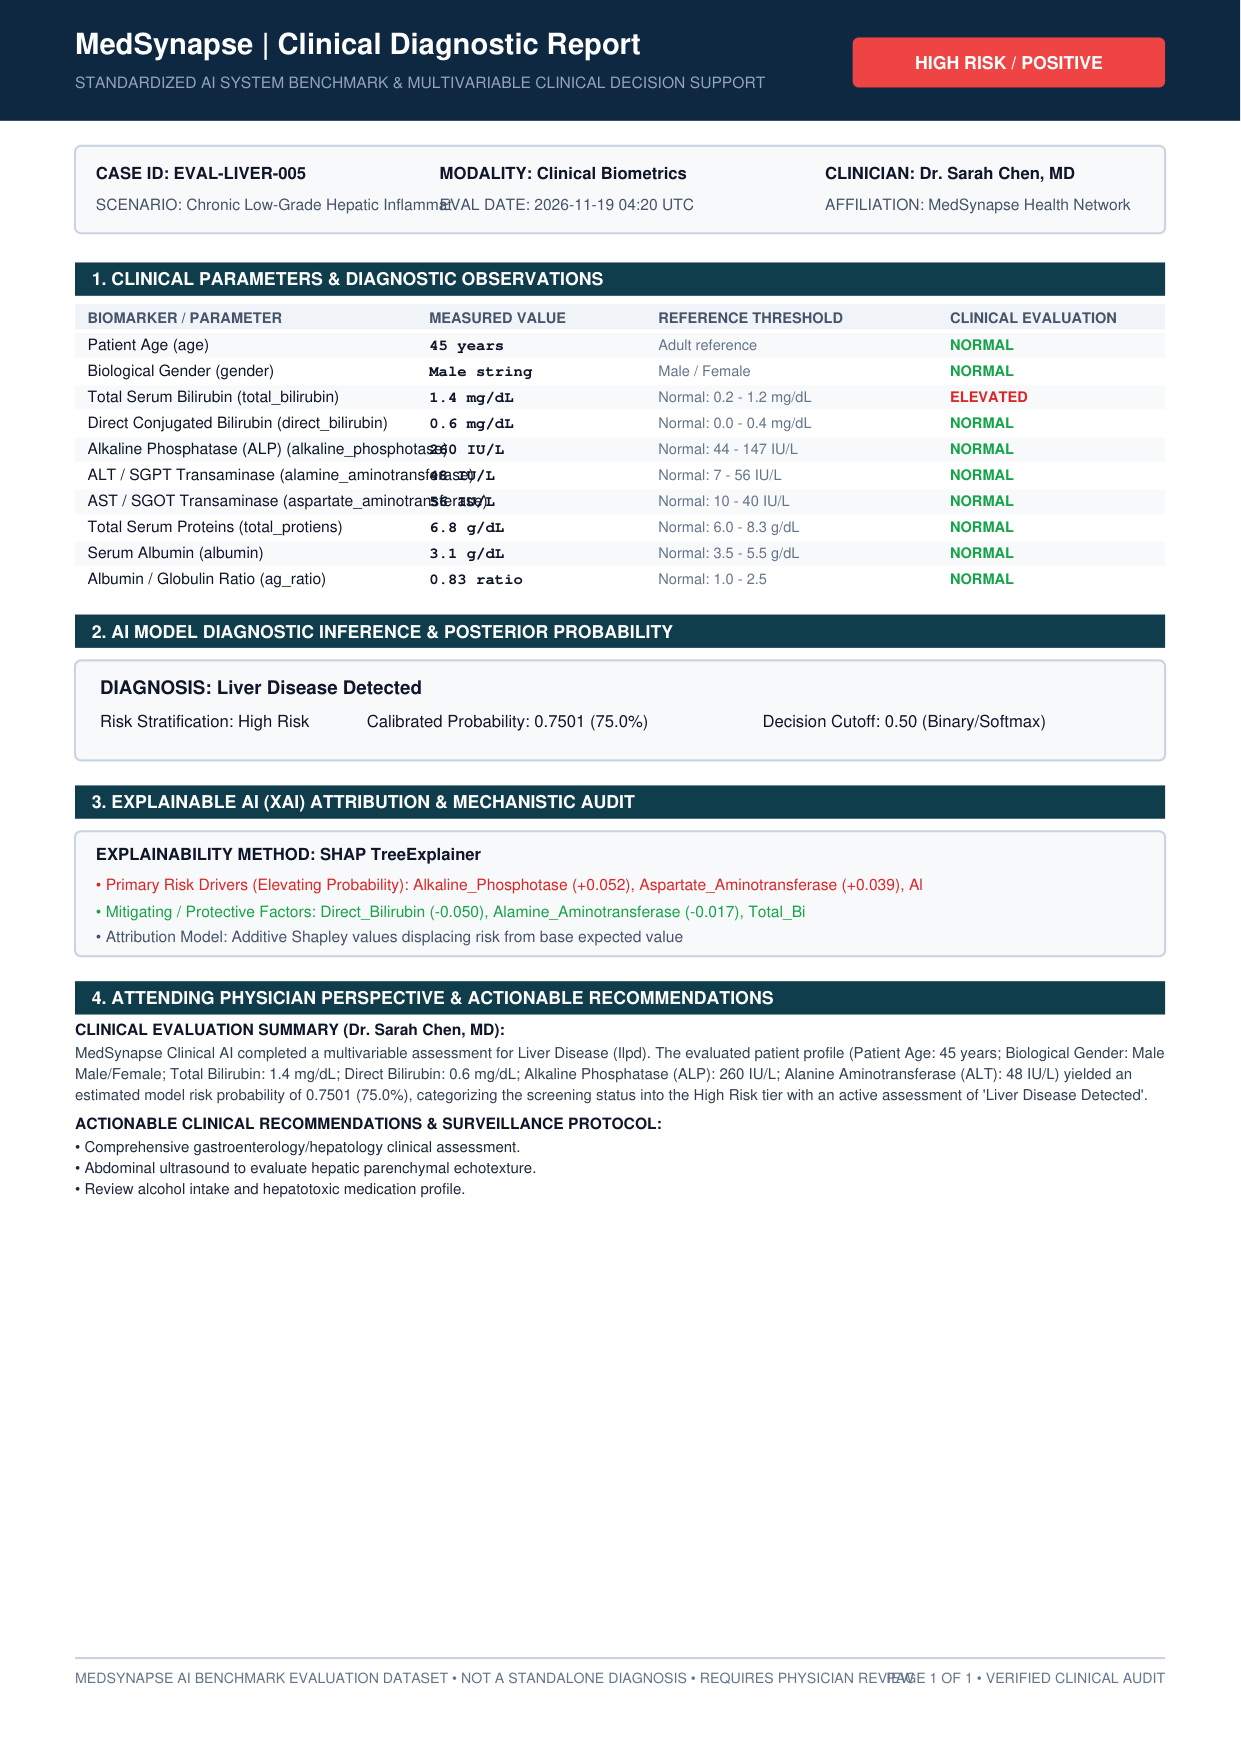 MedSynapse | Clinical Diagnostic Report
HIGH RISK / POSITIVE
STANDARDIZED AI SYSTEM BENCHMARK & MULTIVARIABLE CLINICAL DECISION SUPPORT
CASE ID: EVAL-LIVER-005 MODALITY: Clinical Biometrics CLINICIAN: Dr. Sarah Chen, MD
SCENARIO: Chronic Low-Grade Hepatic Inflammat EVAL DATE: 2026-11-19 04:20 UTC AFFILIATION: MedSynapse Health Network
1. CLINICAL PARAMETERS & DIAGNOSTIC OBSERVATIONS
BIOMARKER / PARAMETER MEASURED VALUE REFERENCE THRESHOLD CLINICAL EVALUATION
Patient Age (age) 45 years Adult reference NORMAL
Biological Gender (gender) Male string Male / Female NORMAL
Total Serum Bilirubin (total_bilirubin) 1.4 mg/dL Normal: 0.2 - 1.2 mg/dL ELEVATED
Direct Conjugated Bilirubin (direct_bilirubin) 0.6 mg/dL Normal: 0.0 - 0.4 mg/dL NORMAL
Alkaline Phosphatase (ALP) (alkaline_phosphotase) 260 IU/L Normal: 44 - 147 IU/L NORMAL
ALT / SGPT Transaminase (alamine_aminotransferase) 48 IU/L Normal: 7 - 56 IU/L NORMAL
AST / SGOT Transaminase (aspartate_aminotransferase) IU/L Normal: 10 - 40 IU/L NORMAL
Total Serum Proteins (total_protiens) 6.8 g/dL Normal: 6.0 - 8.3 g/dL NORMAL
Serum Albumin (albumin) 3.1 g/dL Normal: 3.5 - 5.5 g/dL NORMAL
Albumin / Globulin Ratio (ag_ratio) 0.83 ratio Normal: 1.0 - 2.5 NORMAL
2. AI MODEL DIAGNOSTIC INFERENCE & POSTERIOR PROBABILITY
DIAGNOSIS: Liver Disease Detected
Risk Stratification: High Risk Calibrated Probability: 0.7501 (75.0%) Decision Cutoff: 0.50 (Binary/Softmax)
3. EXPLAINABLE AI (XAI) ATTRIBUTION & MECHANISTIC AUDIT
EXPLAINABILITY METHOD: SHAP TreeExplainer
• Primary Risk Drivers (Elevating Probability): Alkaline_Phosphotase (+0.052), Aspartate_Aminotransferase (+0.039), Al
• Mitigating / Protective Factors: Direct_Bilirubin (-0.050), Alamine_Aminotransferase (-0.017), Total_Bi
• Attribution Model: Additive Shapley values displacing risk from base expected value
4. ATTENDING PHYSICIAN PERSPECTIVE & ACTIONABLE RECOMMENDATIONS
CLINICAL EVALUATION SUMMARY (Dr. Sarah Chen, MD):
MedSynapse Clinical AI completed a multivariable assessment for Liver Disease (Ilpd). The evaluated patient profile (Patient Age: 45 years; Biological Gender: Male
Male/Female; Total Bilirubin: 1.4 mg/dL; Direct Bilirubin: 0.6 mg/dL; Alkaline Phosphatase (ALP): 260 IU/L; Alanine Aminotransferase (ALT): 48 IU/L) yielded an
estimated model risk probability of 0.7501 (75.0%), categorizing the screening status into the High Risk tier with an active assessment of 'Liver Disease Detected'.
ACTIONABLE CLINICAL RECOMMENDATIONS & SURVEILLANCE PROTOCOL:
• Comprehensive gastroenterology/hepatology clinical assessment.
• Abdominal ultrasound to evaluate hepatic parenchymal echotexture.
• Review alcohol intake and hepatotoxic medication profile.
MEDSYNAPSE AI BENCHMARK EVALUATION DATASET • NOT A STANDALONE DIAGNOSIS • REQUIRES PHYSICIAN REVIEW PAGE 1 OF 1 • VERIFIED CLINICAL AUDIT